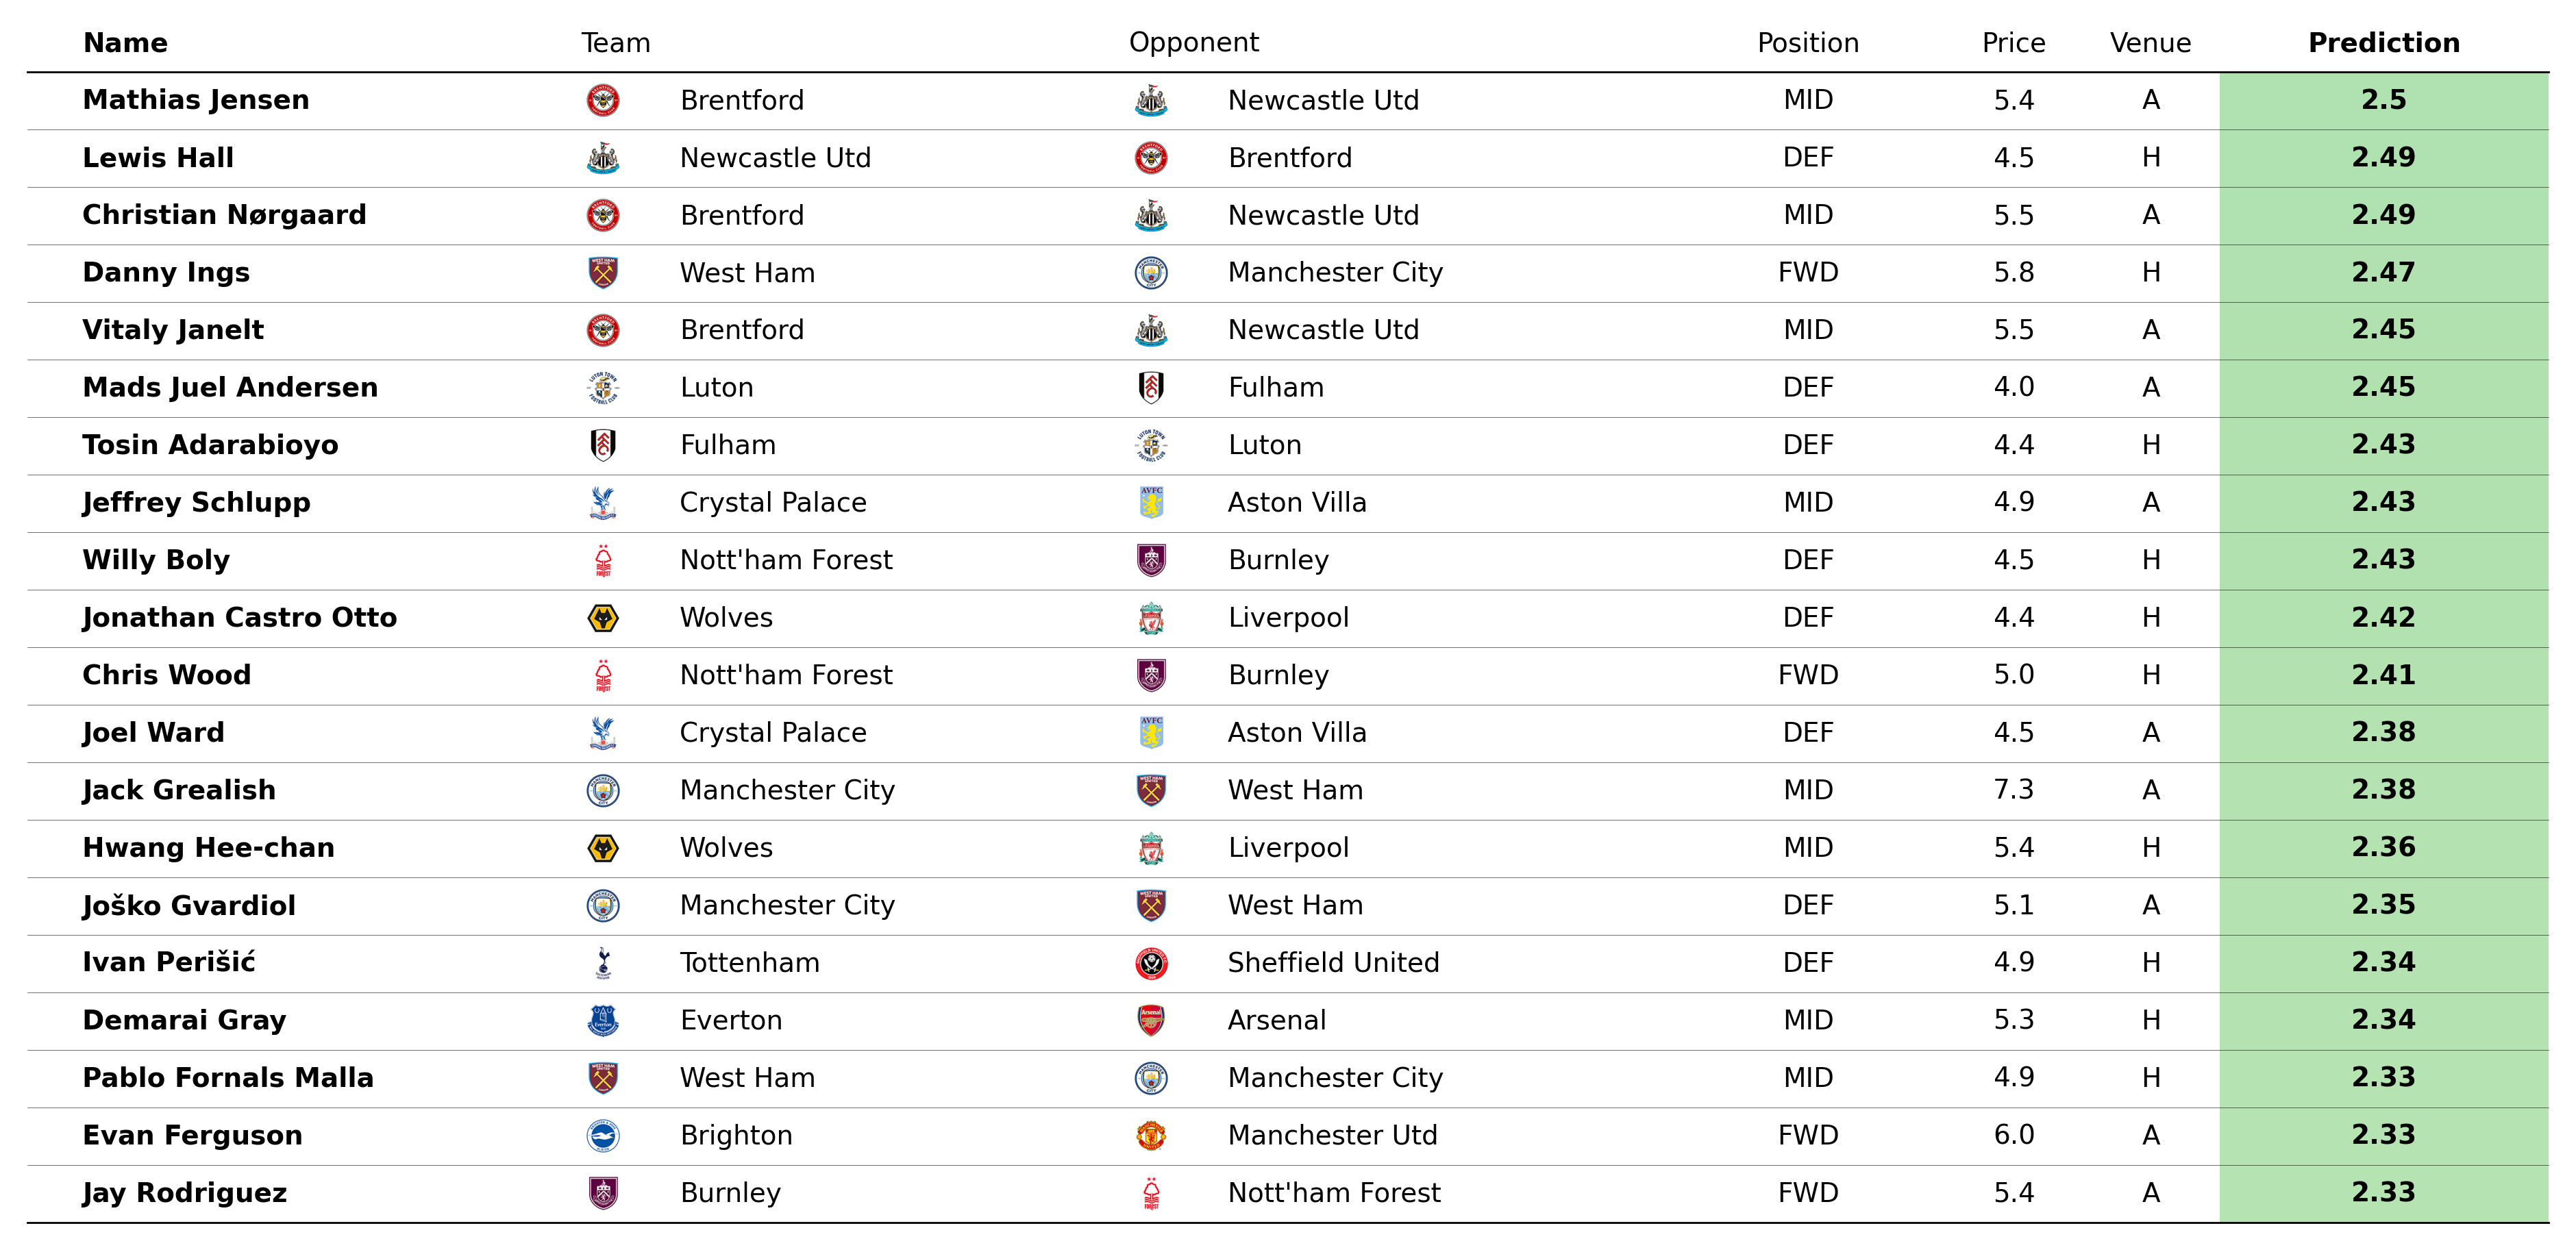 Name Team Opponent Position Price Venue Prediction
Mathias Jensen Brentford Newcastle Utd MID 5.4 A 2.5
Lewis Hall Newcastle Utd Brentford DEF 4.5 H 2.49
Christian Nørgaard Brentford Newcastle Utd MID 5.5 A 2.49
Danny Ings West Ham Manchester City FWD 5.8 H 2.47
Vitaly Janelt Brentford Newcastle Utd MID 5.5 A 2.45
Mads Juel Andersen Luton Fulham DEF 4.0 A 2.45
Tosin Adarabioyo Fulham Luton DEF 4.4 H 2.43
Jeffrey Schlupp Crystal Palace Aston Villa MID 4.9 A 2.43
Willy Boly Nott'ham Forest Burnley DEF 4.5 H 2.43
Jonathan Castro Otto Wolves Liverpool DEF 4.4 H 2.42
Chris Wood Nott'ham Forest Burnley FWD 5.0 H 2.41
Joel Ward Crystal Palace Aston Villa DEF 4.5 A 2.38
Jack Grealish Manchester City West Ham MID 7.3 A 2.38
Hwang Hee-chan Wolves Liverpool MID 5.4 H 2.36
Joško Gvardiol Manchester City West Ham DEF 5.1 A 2.35
Ivan Perišić Tottenham Sheffield United DEF 4.9 H 2.34
Demarai Gray Everton Arsenal MID 5.3 H 2.34
Pablo Fornals Malla West Ham Manchester City MID 4.9 H 2.33
Evan Ferguson Brighton Manchester Utd FWD 6.0 A 2.33
Jay Rodriguez Burnley Nott'ham Forest FWD 5.4 A 2.33